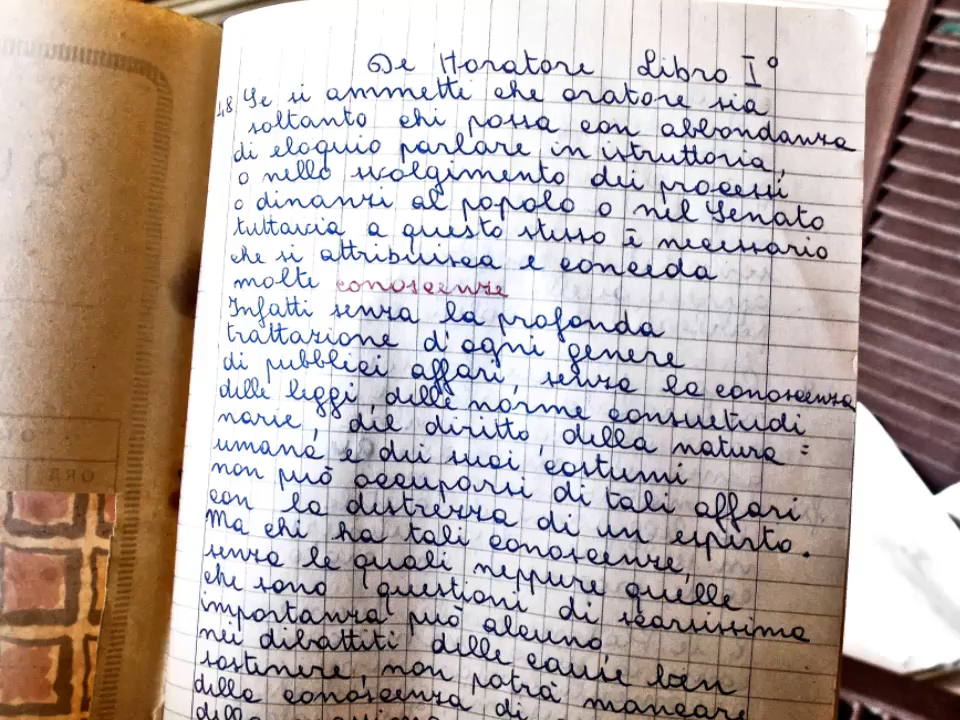 De Horatore Libro I°
48 Se si ammette che oratore sia
soltanto chi possa con abbondanza
di eloquio parlare in istruttoria,
o nello svolgimento dei processi
o dinanzi al popolo o nel Senato
tuttavia a questo stesso è necessario
che si attribuisca e conceda
molte conoscenze
Infatti senza la profonda
trattazione d'ogni genere
di pubblici affari, senza la conoscenza
delle leggi, delle norme consuetudi
narie, del diritto della natura =
umana, e dei suoi costumi
non può occuparsi di tali affari
con la destrezza di un esperto.
Ma chi ha tali conoscenze,
senza le quali neppure quelle
che sono questioni di scarsissima
importanza può alcuno
nei dibattiti delle cause ben
sostenere, non potrà mancare
della conoscenza di